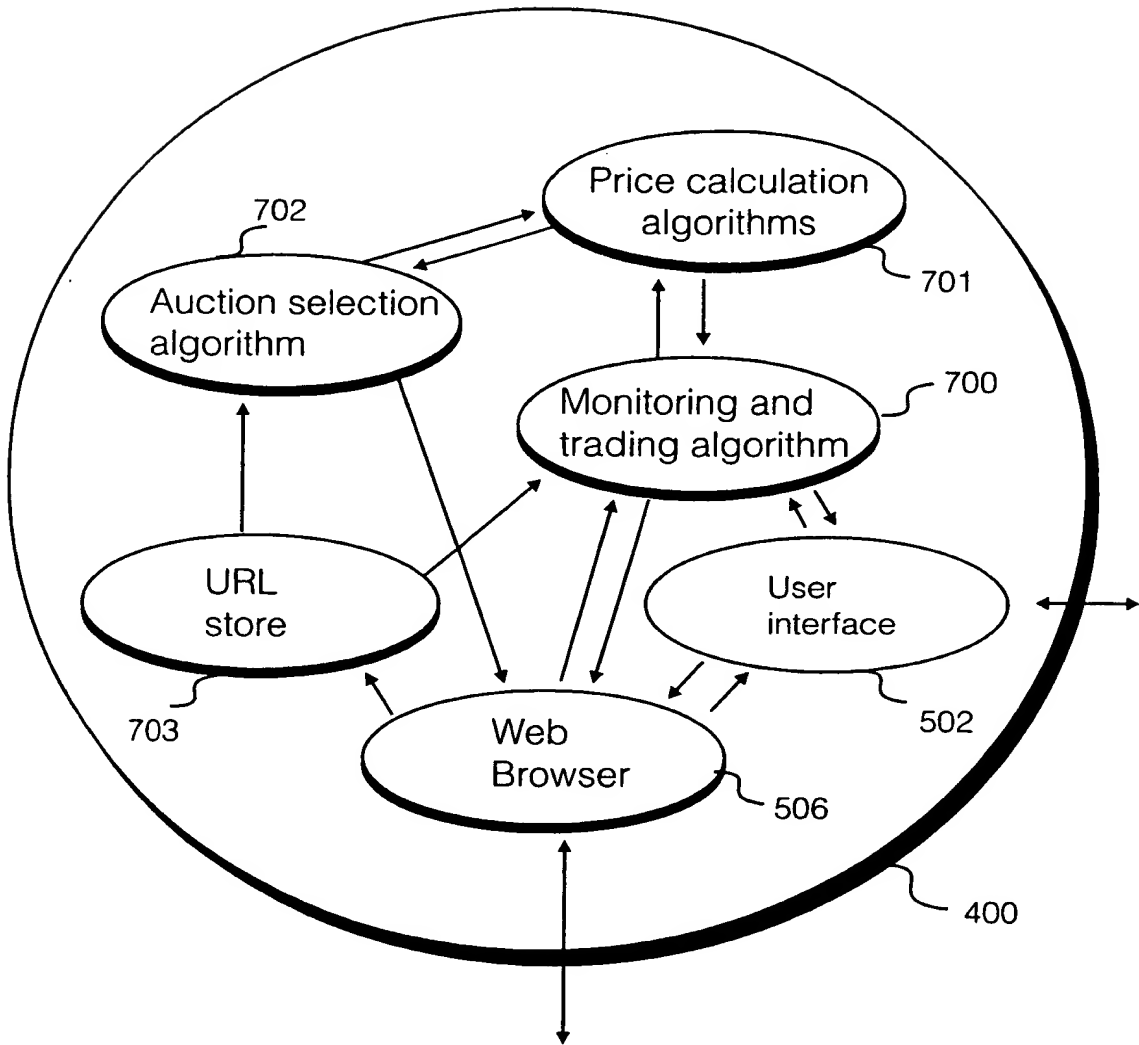 Price calculation
algorithms
702
701
Auction selection
algorithm
700
Monitoring and
trading algorithm
URL
store
User
interface
703
502
Web
Browser
506
400